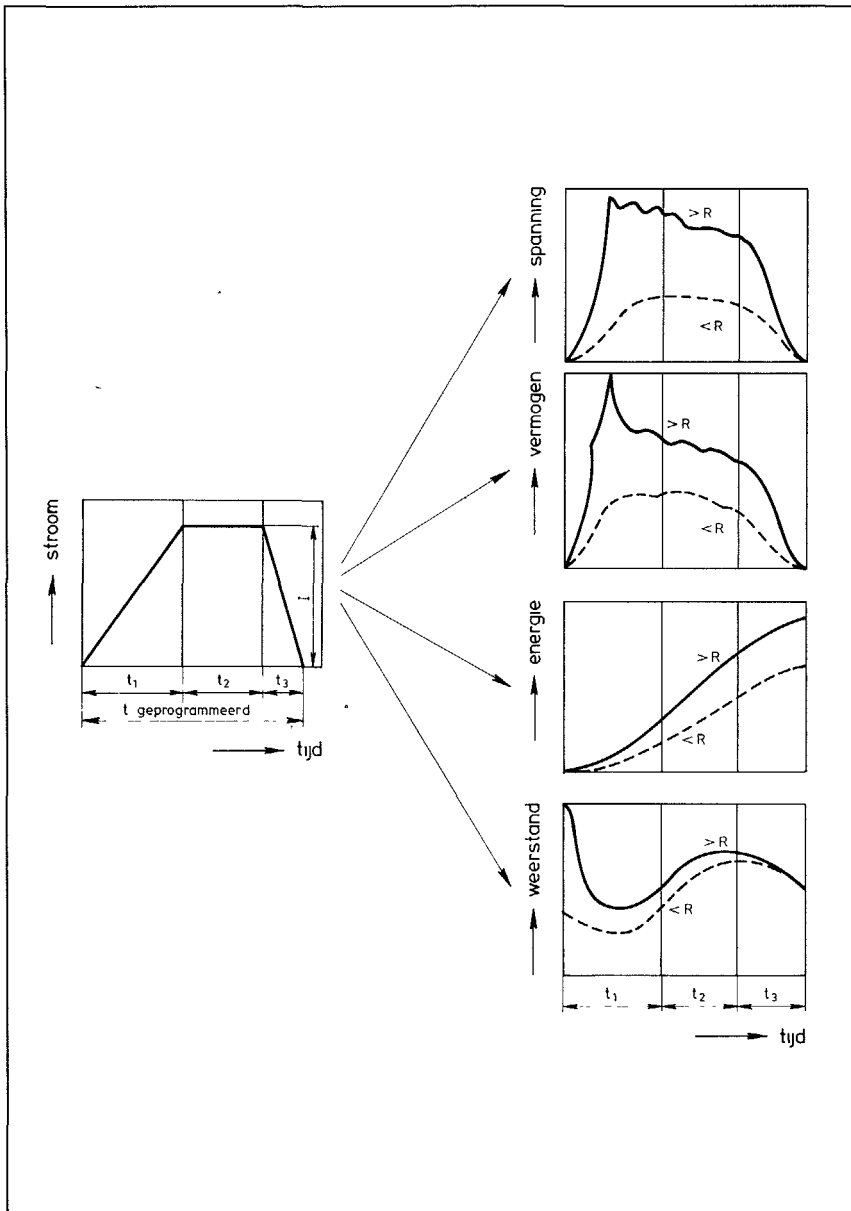 stroom
I
t₁ t₂ t₃
t geprogrammeerd
tijd
spanning
> R
< R
vermogen
> R
< R
energie
> R
< R
weerstand
> R
< R
t₁ t₂ t₃
tijd